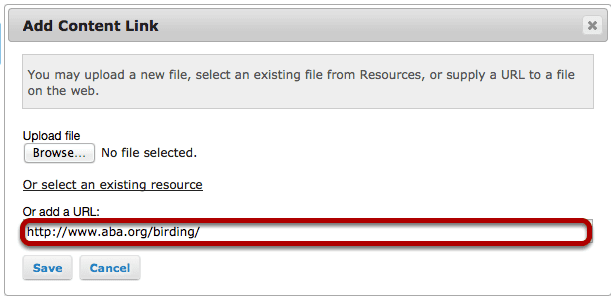 Add Content Link
You may upload a new file, select an existing file from Resources, or supply a URL to a file
on the web.
Upload file
Browse... No file selected.
Or select an existing resource
Or add a URL:
http://www.aba.org/birding/
Save Cancel